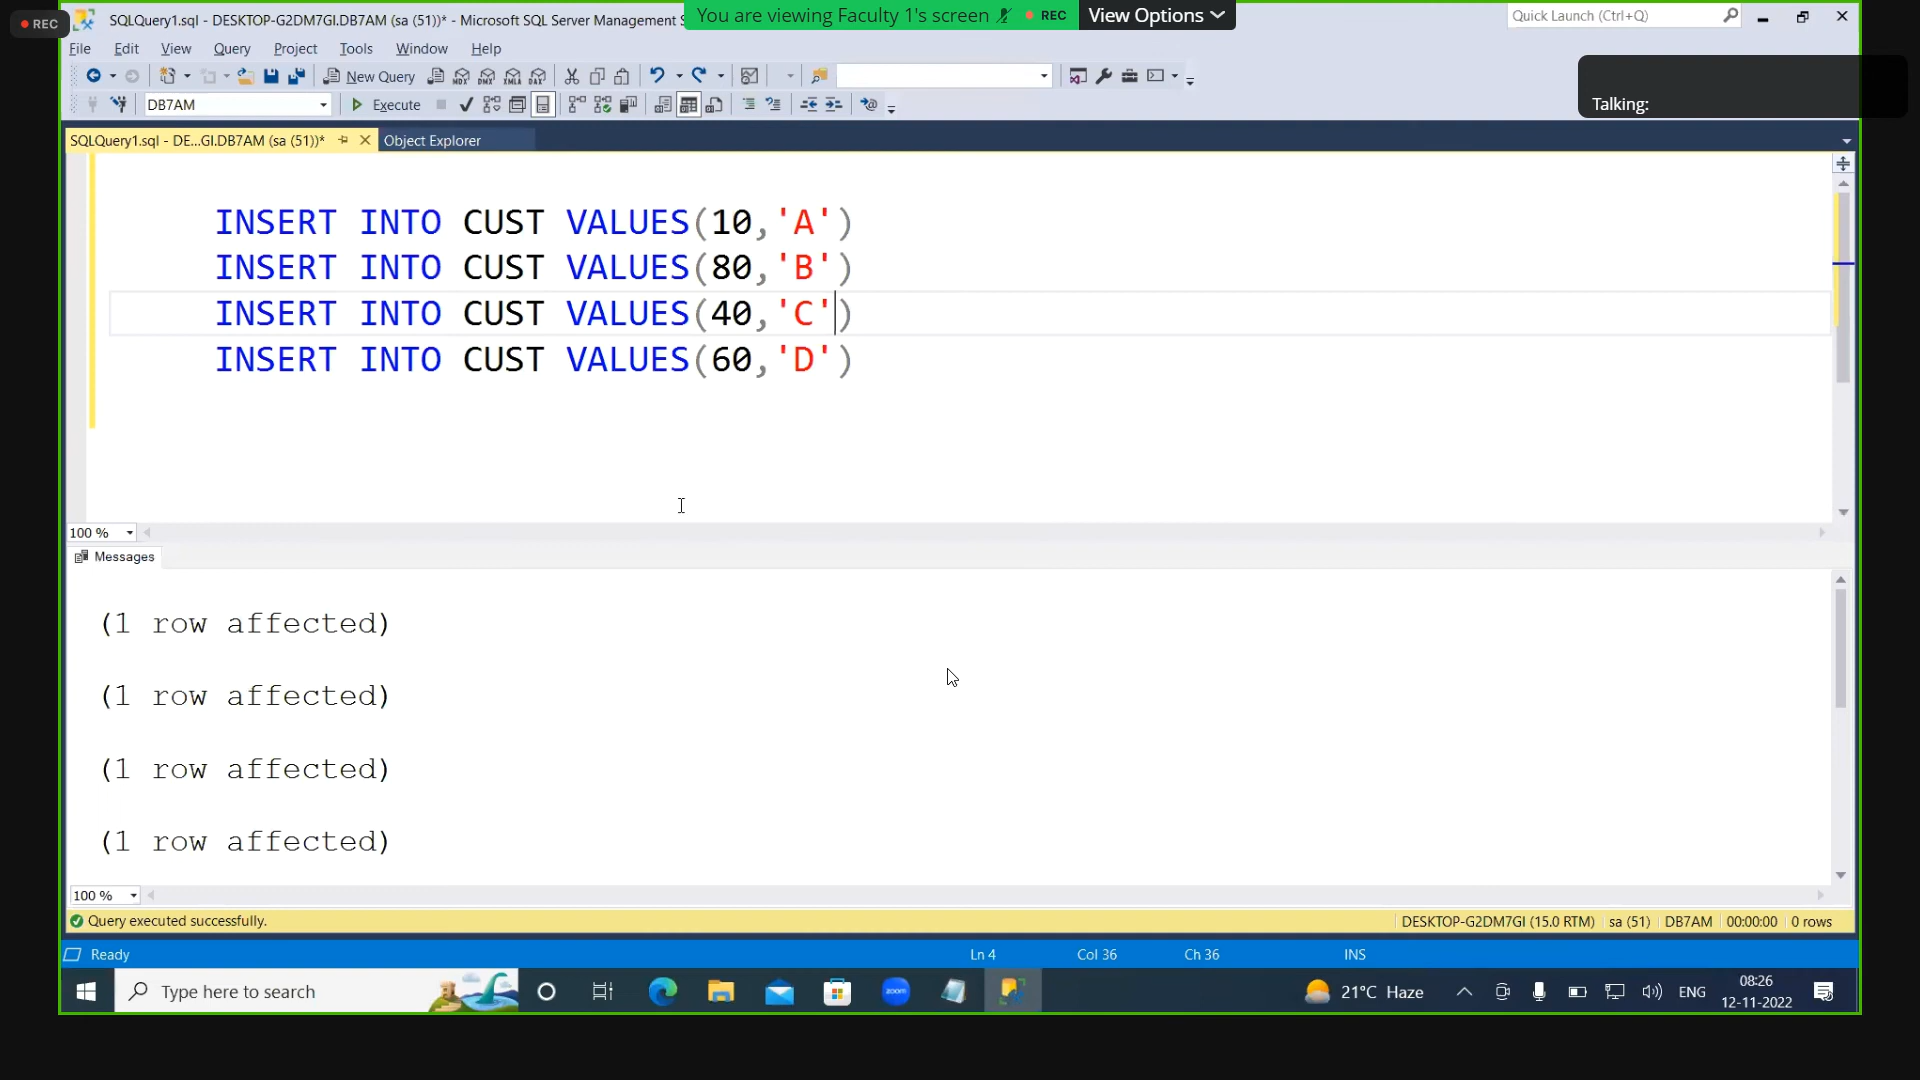 REC
SQLQuery1.sql - DESKTOP-G2DM7GI.DB7AM (sa (51))* - Microsoft SQL Server Management S
You are viewing Faculty 1's screen
REC
View Options
Quick Launch (Ctrl+Q)
File Edit View Query Project Tools Window Help
New Query
MDX DMX XMLA DAX
Talking:
DB7AM
Execute
SQLQuery1.sql - DE...GI.DB7AM (sa (51))*
Object Explorer
INSERT INTO CUST VALUES(10,'A')
INSERT INTO CUST VALUES(80,'B')
INSERT INTO CUST VALUES(40,'C')
INSERT INTO CUST VALUES(60,'D')
100 %
Messages
(1 row affected)
(1 row affected)
(1 row affected)
(1 row affected)
100 %
Query executed successfully.
DESKTOP-G2DM7GI (15.0 RTM) sa (51) DB7AM 00:00:00 0 rows
Ready
Ln 4
Col 36
Ch 36
INS
Type here to search
zoom
21°C Haze
ENG
08:26
12-11-2022